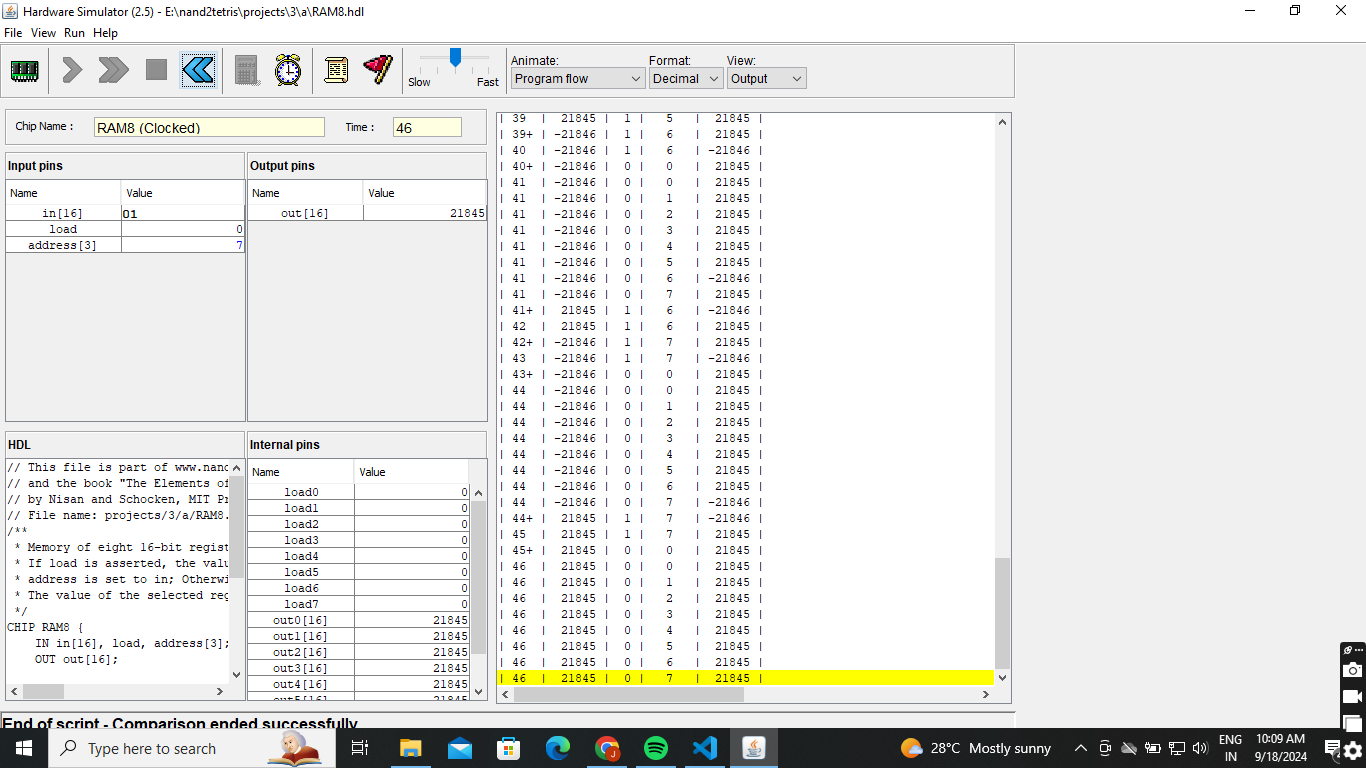 Hardware Simulator (2.5) - E:\nand2tetris\projects\3\a\RAM8.hdl
File View Run Help
Slow Fast
Animate: Format: View:
Program flow Decimal Output
Chip Name : RAM8 (Clocked) Time : 46
Input pins
Name Value
in[16] 01
load 0
address[3] 7
Output pins
Name Value
out[16] 21845
HDL
// This file is part of www.nand
// and the book "The Elements of
// by Nisan and Schocken, MIT Pr
// File name: projects/3/a/RAM8.
/**
* Memory of eight 16-bit regist
* If load is asserted, the valu
* address is set to in; Otherwi
* The value of the selected reg
*/
CHIP RAM8 {
IN in[16], load, address[3];
OUT out[16];
Internal pins
Name Value
load0 0
load1 0
load2 0
load3 0
load4 0
load5 0
load6 0
load7 0
out0[16] 21845
out1[16] 21845
out2[16] 21845
out3[16] 21845
out4[16] 21845
out5[16] 21845
| 39 | 21845 | 1 | 5 | 21845 |
| 39+ | -21846 | 1 | 6 | 21845 |
| 40 | -21846 | 1 | 6 | -21846 |
| 40+ | -21846 | 0 | 0 | 21845 |
| 41 | -21846 | 0 | 0 | 21845 |
| 41 | -21846 | 0 | 1 | 21845 |
| 41 | -21846 | 0 | 2 | 21845 |
| 41 | -21846 | 0 | 3 | 21845 |
| 41 | -21846 | 0 | 4 | 21845 |
| 41 | -21846 | 0 | 5 | 21845 |
| 41 | -21846 | 0 | 6 | -21846 |
| 41 | -21846 | 0 | 7 | 21845 |
| 41+ | 21845 | 1 | 6 | -21846 |
| 42 | 21845 | 1 | 6 | 21845 |
| 42+ | -21846 | 1 | 7 | 21845 |
| 43 | -21846 | 1 | 7 | -21846 |
| 43+ | -21846 | 0 | 0 | 21845 |
| 44 | -21846 | 0 | 0 | 21845 |
| 44 | -21846 | 0 | 1 | 21845 |
| 44 | -21846 | 0 | 2 | 21845 |
| 44 | -21846 | 0 | 3 | 21845 |
| 44 | -21846 | 0 | 4 | 21845 |
| 44 | -21846 | 0 | 5 | 21845 |
| 44 | -21846 | 0 | 6 | 21845 |
| 44 | -21846 | 0 | 7 | -21846 |
| 44+ | 21845 | 1 | 7 | -21846 |
| 45 | 21845 | 1 | 7 | 21845 |
| 45+ | 21845 | 0 | 0 | 21845 |
| 46 | 21845 | 0 | 0 | 21845 |
| 46 | 21845 | 0 | 1 | 21845 |
| 46 | 21845 | 0 | 2 | 21845 |
| 46 | 21845 | 0 | 3 | 21845 |
| 46 | 21845 | 0 | 4 | 21845 |
| 46 | 21845 | 0 | 5 | 21845 |
| 46 | 21845 | 0 | 6 | 21845 |
| 46 | 21845 | 0 | 7 | 21845 |
End of script - Comparison ended successfully
Type here to search
28°C Mostly sunny
ENG
IN
10:09 AM
9/18/2024